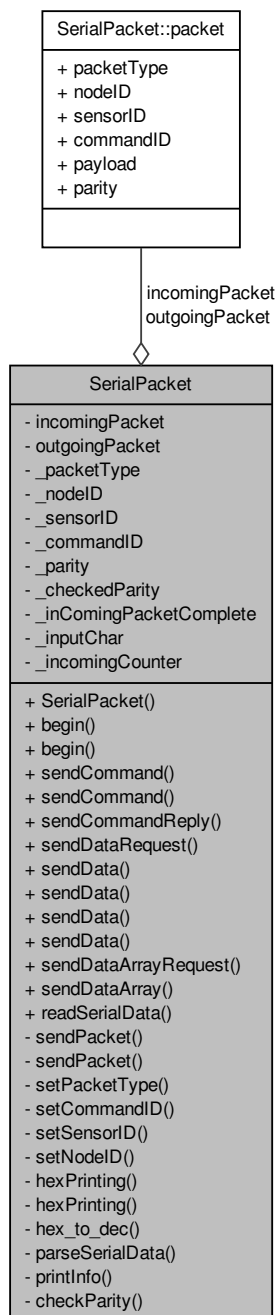 SerialPacket::packet
+ packetType
+ nodeID
+ sensorID
+ commandID
+ payload
+ parity
incomingPacket
outgoingPacket
SerialPacket
- incomingPacket
- outgoingPacket
- _packetType
- _nodeID
- _sensorID
- _commandID
- _parity
- _checkedParity
- _inComingPacketComplete
- _inputChar
- _incomingCounter
+ SerialPacket()
+ begin()
+ begin()
+ sendCommand()
+ sendCommand()
+ sendCommandReply()
+ sendDataRequest()
+ sendData()
+ sendData()
+ sendData()
+ sendData()
+ sendDataArrayRequest()
+ sendDataArray()
+ readSerialData()
- sendPacket()
- sendPacket()
- setPacketType()
- setCommandID()
- setSensorID()
- setNodeID()
- hexPrinting()
- hexPrinting()
- hex_to_dec()
- parseSerialData()
- printInfo()
- checkParity()